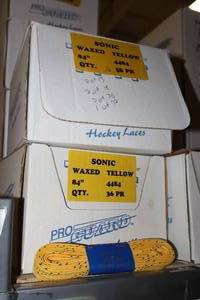 SONIC
WAXED YELLOW
84" 4484
QTY. 36 PR
Hockey Laces
SONIC
WAXED YELLOW
84" 4484
QTY. 36 PR
PRO